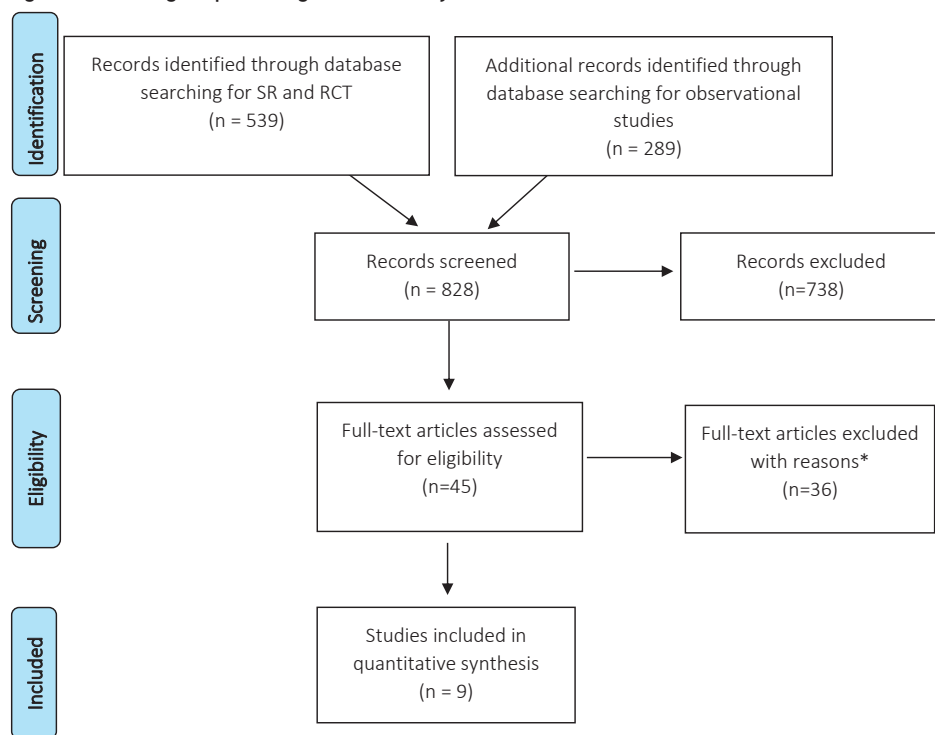 Identification
Records identified through database
searching for SR and RCT
(n = 539)
Additional records identified through
database searching for observational
studies
(n = 289)
Screening
Records screened
(n = 828)
Records excluded
(n=738)
Eligibility
Full-text articles assessed
for eligibility
(n=45)
Full-text articles excluded
with reasons*
(n=36)
Included
Studies included in
quantitative synthesis
(n = 9)